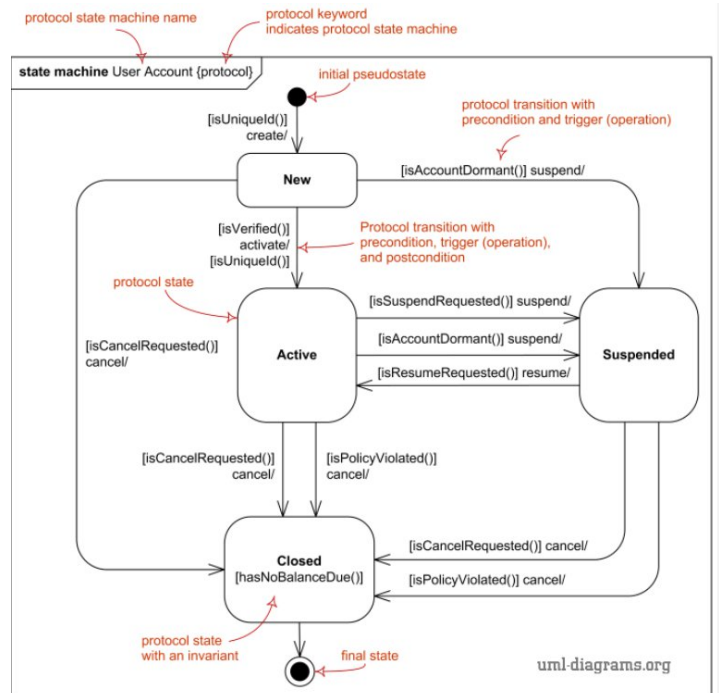 protocol state machine name
protocol keyword
indicates protocol state machine
state machine User Account {protocol}
initial pseudostate
[isUniqueId()]
create/
protocol transition with
precondition and trigger (operation)
New
[isAccountDormant()] suspend/
[isVerified()]
activate/
[isUniqueId()]
Protocol transition with
precondition, trigger (operation),
and postcondition
protocol state
[isSuspendRequested()] suspend/
[isCancelRequested()]
cancel/
Active
[isAccountDormant()] suspend/
Suspended
[isResumeRequested()] resume/
[isCancelRequested()]
cancel/
[isPolicyViolated()]
cancel/
Closed
[hasNoBalanceDue()]
[isCancelRequested()] cancel/
[isPolicyViolated()] cancel/
protocol state
with an invariant
final state
uml-diagrams.org